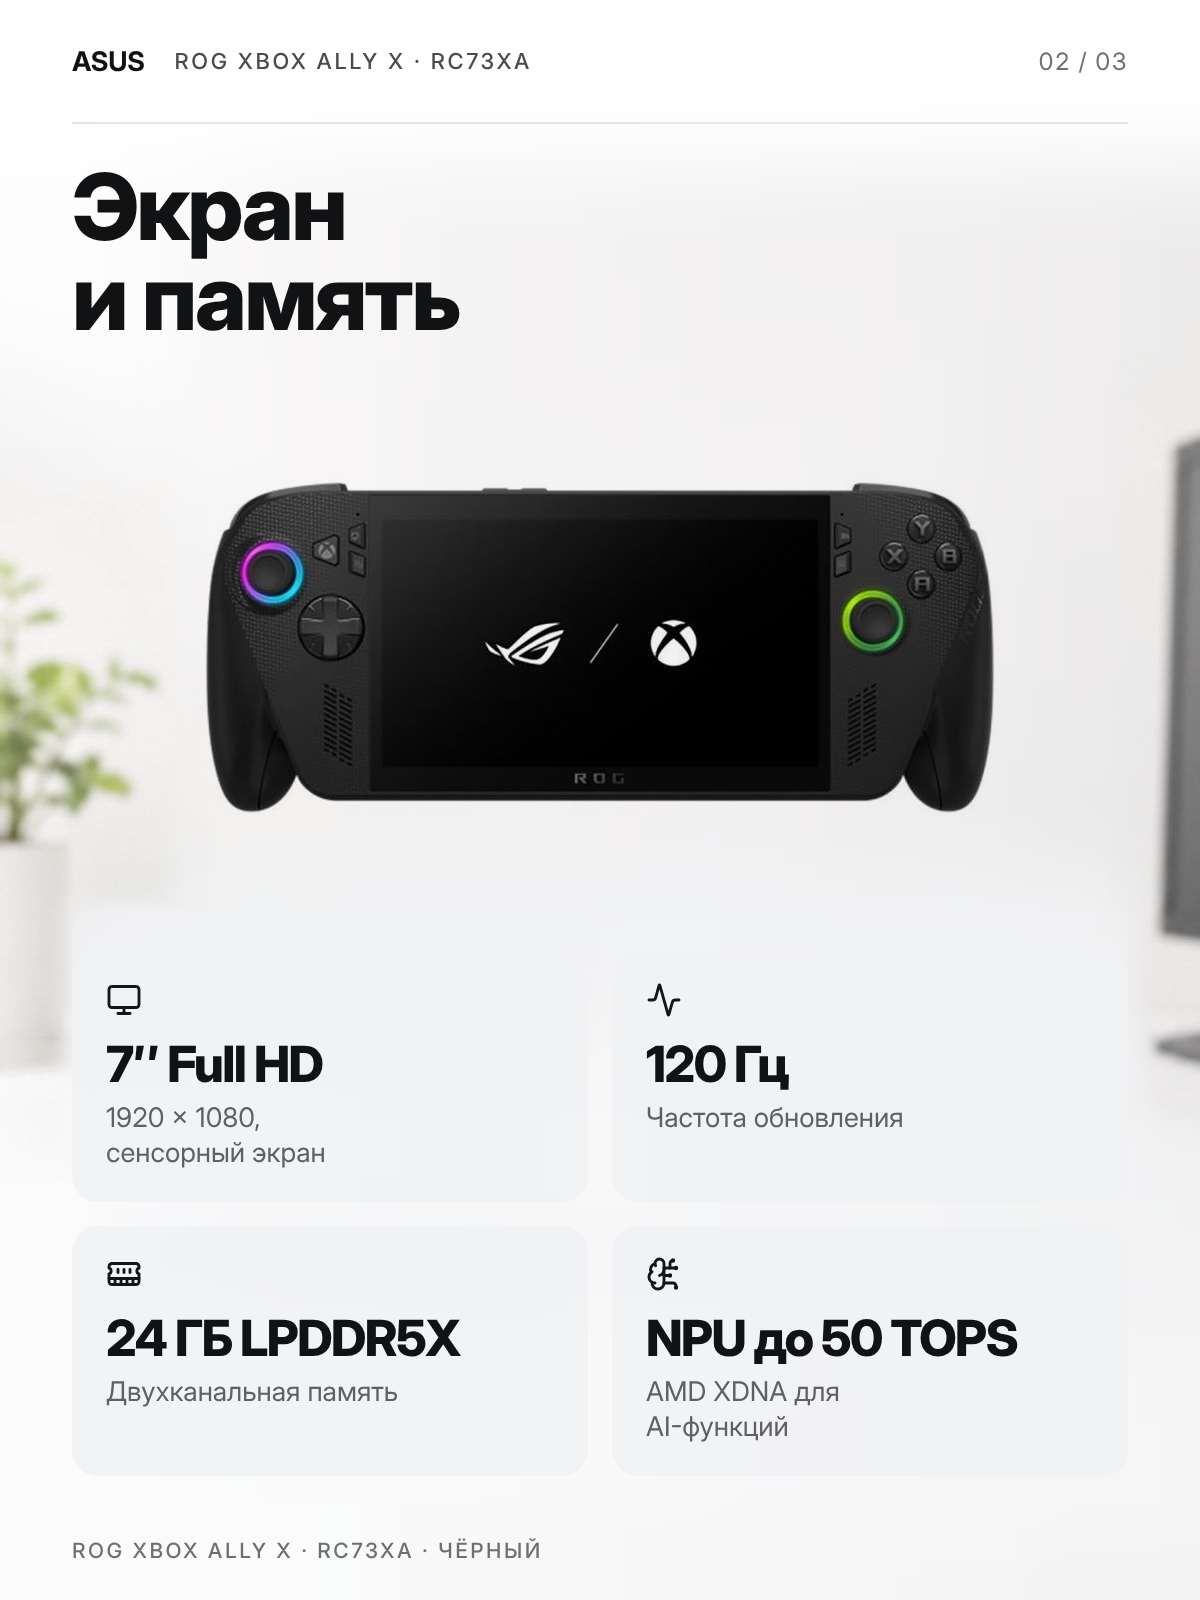 ASUS ROG XBOX ALLY X · RC73XA 02 / 03
Экран
и память
Y
X B
A
ROG
7″ Full HD
1920 × 1080,
сенсорный экран
120 Гц
Частота обновления
24 ГБ LPDDR5X
Двухканальная память
NPU до 50 TOPS
AMD XDNA для
AI-функций
ROG XBOX ALLY X · RC73XA · ЧЁРНЫЙ